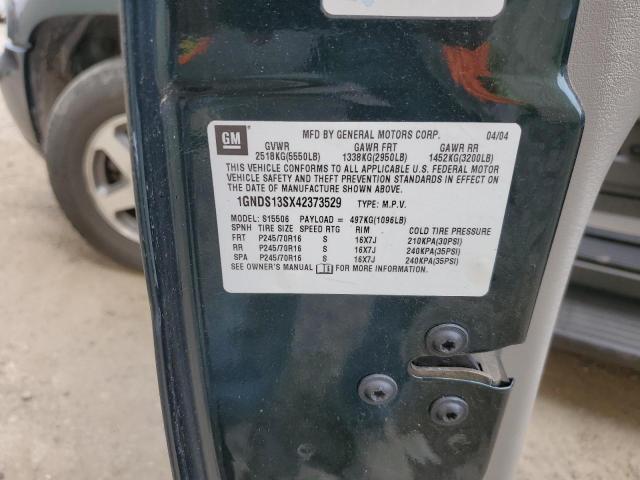 GM
MFD BY GENERAL MOTORS CORP. 04/04
GVWR GAWR FRT GAWR RR
2518KG(5550LB) 1338KG(2950LB) 1452KG(3200LB)
THIS VEHICLE CONFORMS TO ALL APPLICABLE U.S. FEDERAL MOTOR
VEHICLE SAFETY AND THEFT PREVENTION STANDARDS IN EFFECT ON
THE DATE OF MANUFACTURE SHOWN ABOVE.
1GNDS13SX42373529 TYPE: M.P.V.
MODEL: S15506 PAYLOAD = 497KG(1096LB)
SPNH TIRE SIZE SPEED RTG RIM COLD TIRE PRESSURE
FRT P245/70R16 S 16X7J 210KPA(30PSI)
RR P245/70R16 S 16X7J 240KPA(35PSI)
SPA P245/70R16 S 16X7J 240KPA(35PSI)
SEE OWNER'S MANUAL FOR MORE INFORMATION.